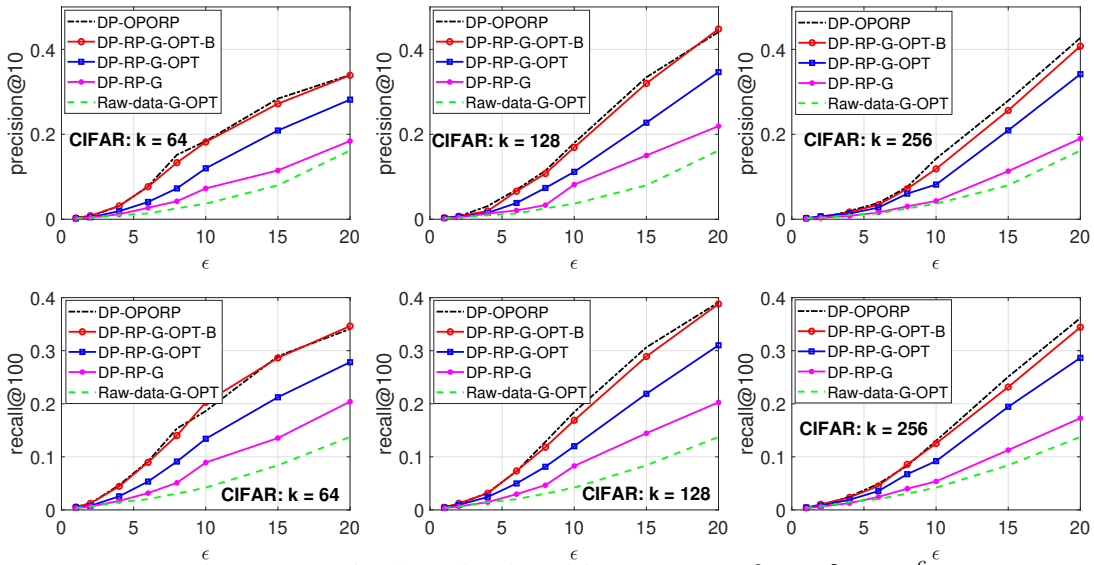 precision@10
0.4
0.2
0
DP-OPORP
DP-RP-G-OPT-B
DP-RP-G-OPT
DP-RP-G
Raw-data-G-OPT
CIFAR: k = 64
0 5 10 15 20
ϵ
precision@10
0.4
0.2
0
DP-OPORP
DP-RP-G-OPT-B
DP-RP-G-OPT
DP-RP-G
Raw-data-G-OPT
CIFAR: k = 128
0 5 10 15 20
ϵ
precision@10
0.4
0.2
0
DP-OPORP
DP-RP-G-OPT-B
DP-RP-G-OPT
DP-RP-G
Raw-data-G-OPT
CIFAR: k = 256
0 5 10 15 20
ϵ
recall@100
0.4
0.3
0.2
0.1
0
DP-OPORP
DP-RP-G-OPT-B
DP-RP-G-OPT
DP-RP-G
Raw-data-G-OPT
CIFAR: k = 64
0 5 10 15 20
ϵ
recall@100
0.4
0.3
0.2
0.1
0
DP-OPORP
DP-RP-G-OPT-B
DP-RP-G-OPT
DP-RP-G
Raw-data-G-OPT
CIFAR: k = 128
0 5 10 15 20
ϵ
recall@100
0.4
0.3
0.2
0.1
0
DP-OPORP
DP-RP-G-OPT-B
DP-RP-G-OPT
DP-RP-G
Raw-data-G-OPT
CIFAR: k = 256
0 5 10 15 20
ϵ